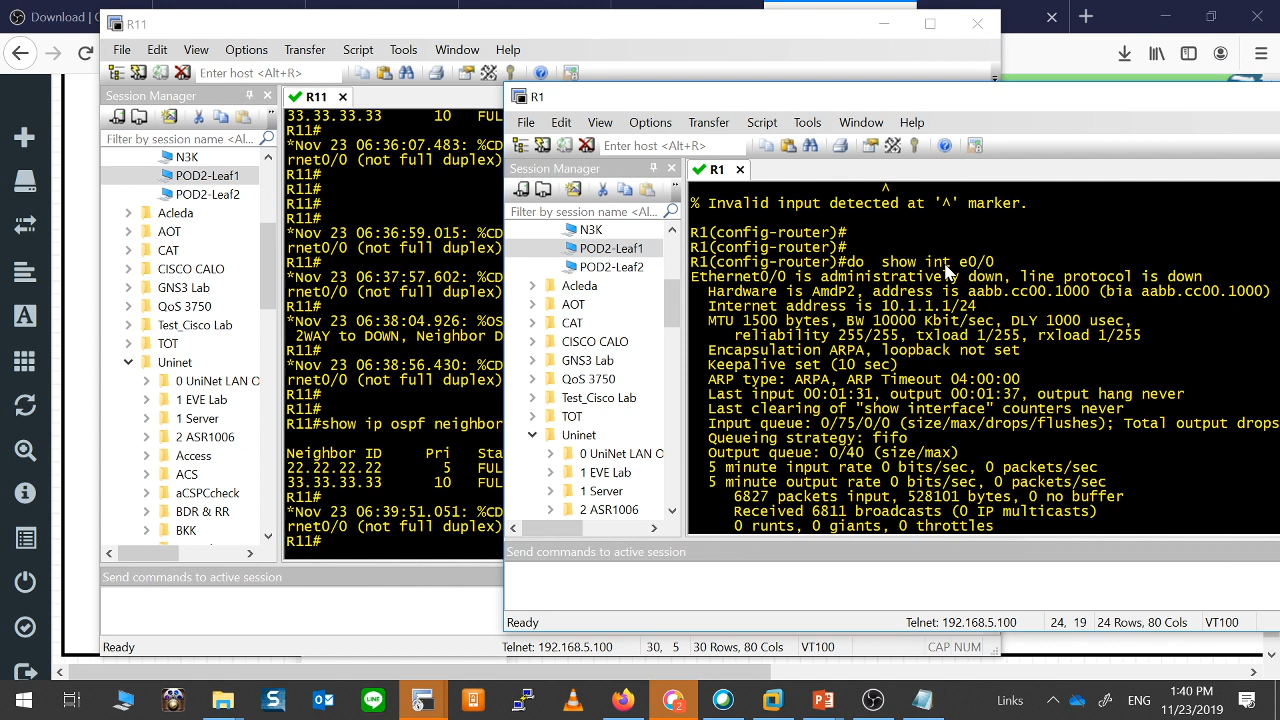 Download | 
R11
File Edit View Options Transfer Script Tools Window Help
Enter host <Alt+R>
Session Manager
R11
Filter by session name <Al...
N3K
POD2-Leaf1
POD2-Leaf2
Acleda
AOT
CAT
CISCO CALO
GNS3 Lab
QoS 3750
Test_Cisco Lab
TOT
Uninet
0 UniNet LAN O
1 EVE Lab
1 Server
2 ASR1006
Access
ACS
aCSPCcheck
BDR & RR
BKK
33.33.33.33 10 FUL
R11#
*Nov 23 06:36:07.483: %CD
rnet0/0 (not full duplex)
R11#
R11#
R11#
R11#
*Nov 23 06:36:59.015: %CD
rnet0/0 (not full duplex)
R11#
*Nov 23 06:37:57.602: %CD
rnet0/0 (not full duplex)
R11#
*Nov 23 06:38:04.926: %OS
2WAY to DOWN, Neighbor D
R11#
*Nov 23 06:38:56.430: %CD
rnet0/0 (not full duplex)
R11#
R11#
R11#show ip ospf neighbor
Neighbor ID Pri Sta
22.22.22.22 5 FUL
33.33.33.33 10 FUL
R11#
*Nov 23 06:39:51.051: %CD
rnet0/0 (not full duplex)
R11#
Send commands to active session
Ready
Telnet: 192.168.5.100 30, 5 30 Rows, 80 Cols VT100 CAP NUM
R1
File Edit View Options Transfer Script Tools Window Help
Enter host <Alt+R>
Session Manager
R1
Filter by session name <Al...
N3K
POD2-Leaf1
POD2-Leaf2
Acleda
AOT
CAT
CISCO CALO
GNS3 Lab
QoS 3750
Test_Cisco Lab
TOT
Uninet
0 UniNet LAN O
1 EVE Lab
1 Server
2 ASR1006
^
% Invalid input detected at '^' marker.
R1(config-router)#
R1(config-router)#
R1(config-router)#do  show int e0/0
Ethernet0/0 is administratively down, line protocol is down
Hardware is AmdP2, address is aabb.cc00.1000 (bia aabb.cc00.1000)
Internet address is 10.1.1.1/24
MTU 1500 bytes, BW 10000 Kbit/sec, DLY 1000 usec,
reliability 255/255, txload 1/255, rxload 1/255
Encapsulation ARPA, loopback not set
Keepalive set (10 sec)
ARP type: ARPA, ARP Timeout 04:00:00
Last input 00:01:31, output 00:01:37, output hang never
Last clearing of "show interface" counters never
Input queue: 0/75/0/0 (size/max/drops/flushes); Total output drops
Queueing strategy: fifo
Output queue: 0/40 (size/max)
5 minute input rate 0 bits/sec, 0 packets/sec
5 minute output rate 0 bits/sec, 0 packets/sec
6827 packets input, 528101 bytes, 0 no buffer
Received 6811 broadcasts (0 IP multicasts)
0 runts, 0 giants, 0 throttles
Send commands to active session
Ready
Telnet: 192.168.5.100 24, 19 24 Rows, 80 Cols VT100
Links ENG 1:40 PM
11/23/2019